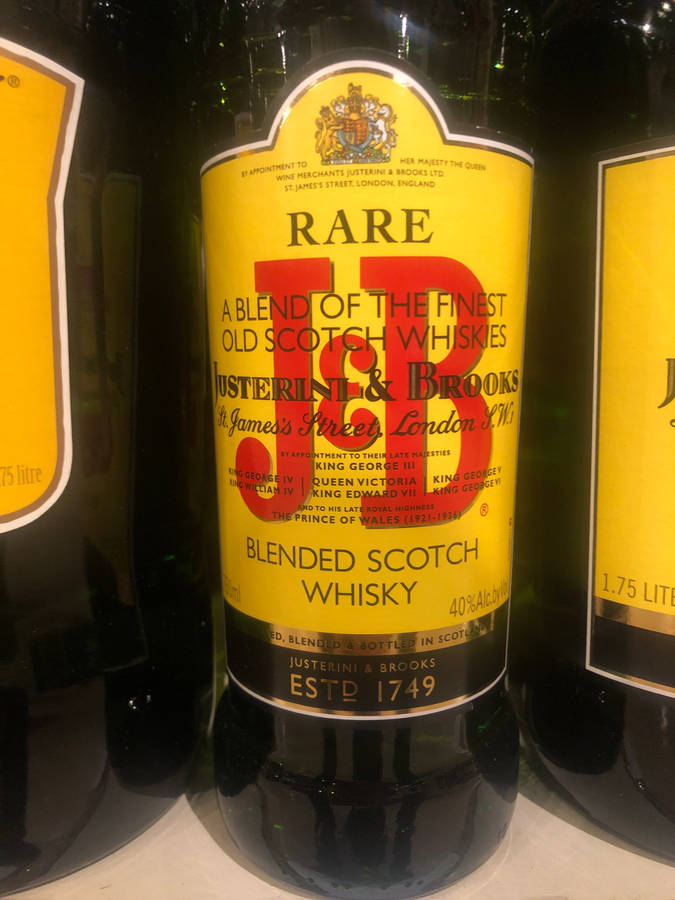 BY APPOINTMENT TO HER MAJESTY THE QUEEN
WINE MERCHANTS JUSTERINI & BROOKS LTD.
ST. JAMES'S STREET, LONDON, ENGLAND
RARE
J&B
A BLEND OF THE FINEST
OLD SCOTCH WHISKIES
JUSTERINI & BROOKS
St. James's Street, London S.W.1
BY APPOINTMENT TO THEIR LATE MAJESTIES
KING GEORGE III
KING GEORGE IV QUEEN VICTORIA KING GEORGE V
KING WILLIAM IV KING EDWARD VII KING GEORGE VI
AND TO HIS LATE ROYAL HIGHNESS
THE PRINCE OF WALES (1921-1936)
®
BLENDED SCOTCH
WHISKY
40%Alc.by
BLENDED & BOTTLED IN
JUSTERINI & BROOKS
ESTD 1749
®
75 litre
1.75 LITE